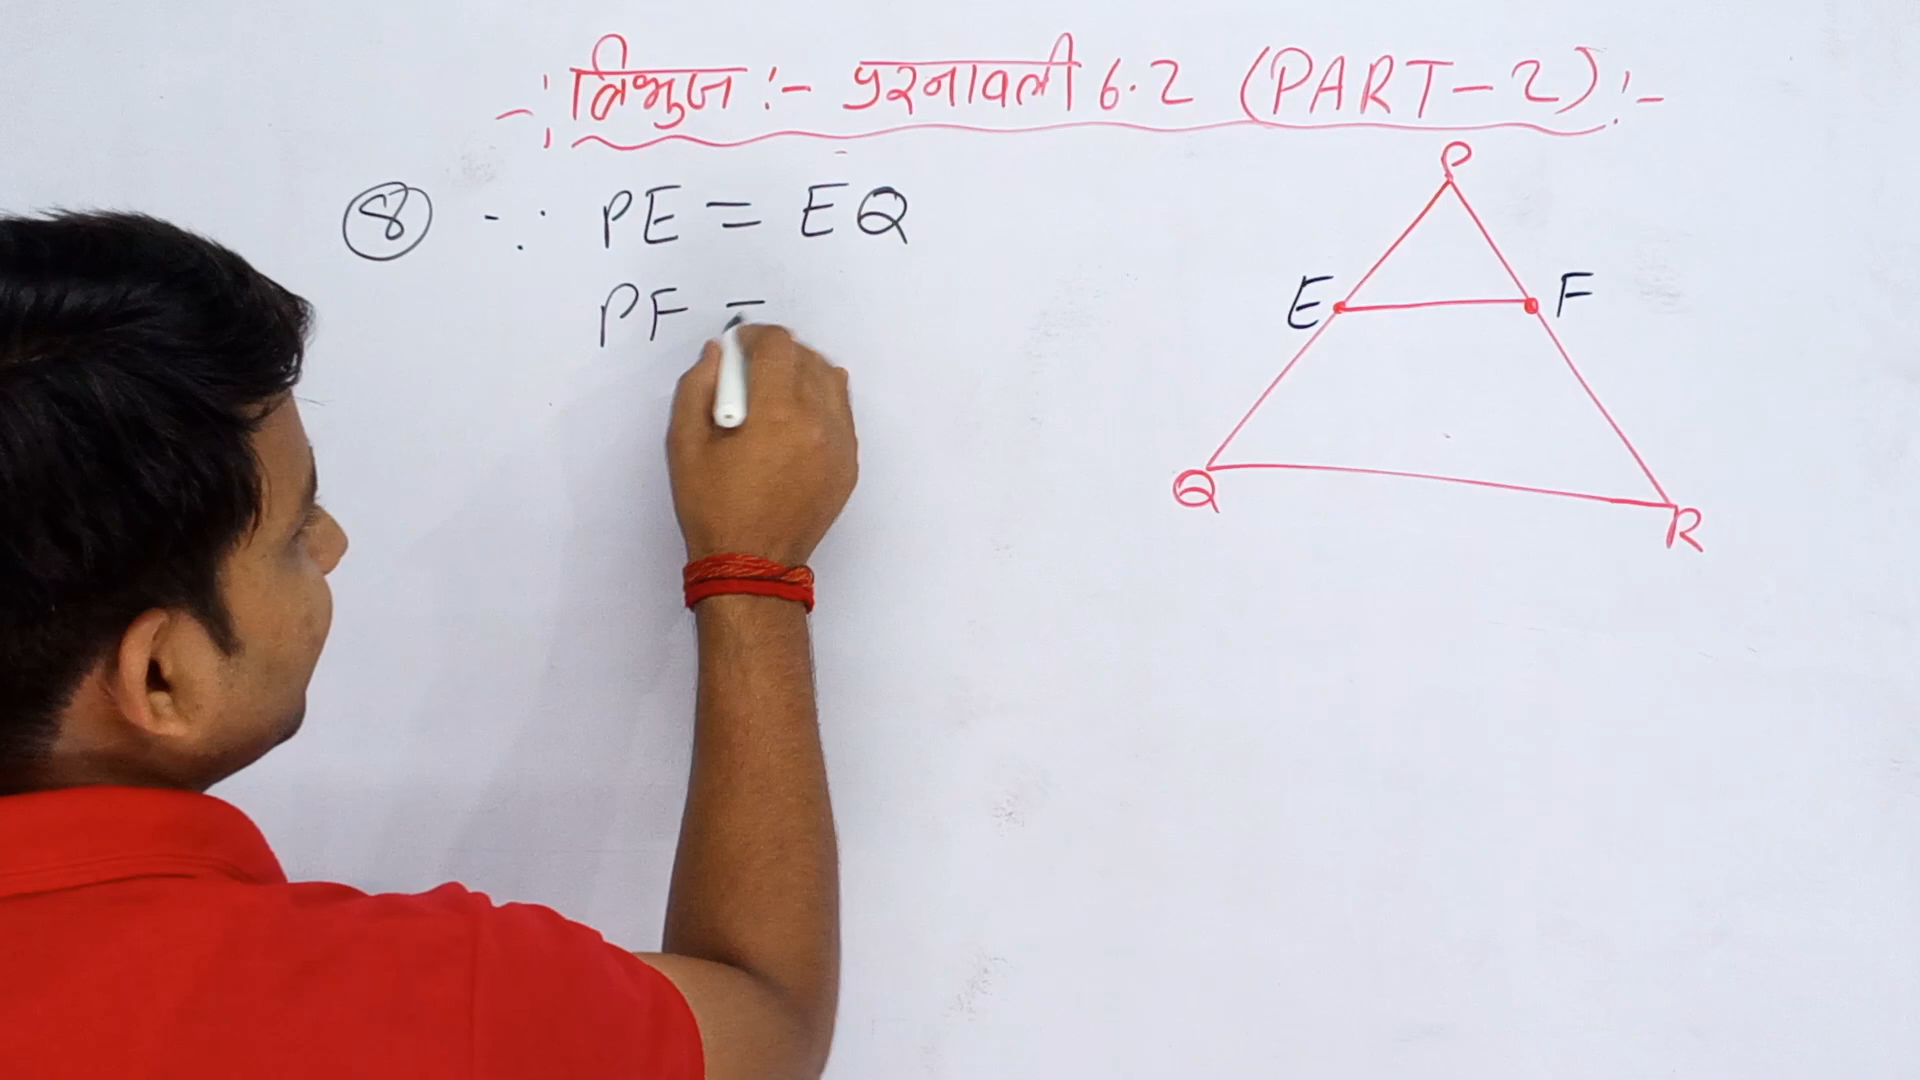 -: त्रिभुज :- प्रश्नावली 6.2 (PART-2) :-
8 ∵ PE = EQ
PF =
P
E F
Q
R